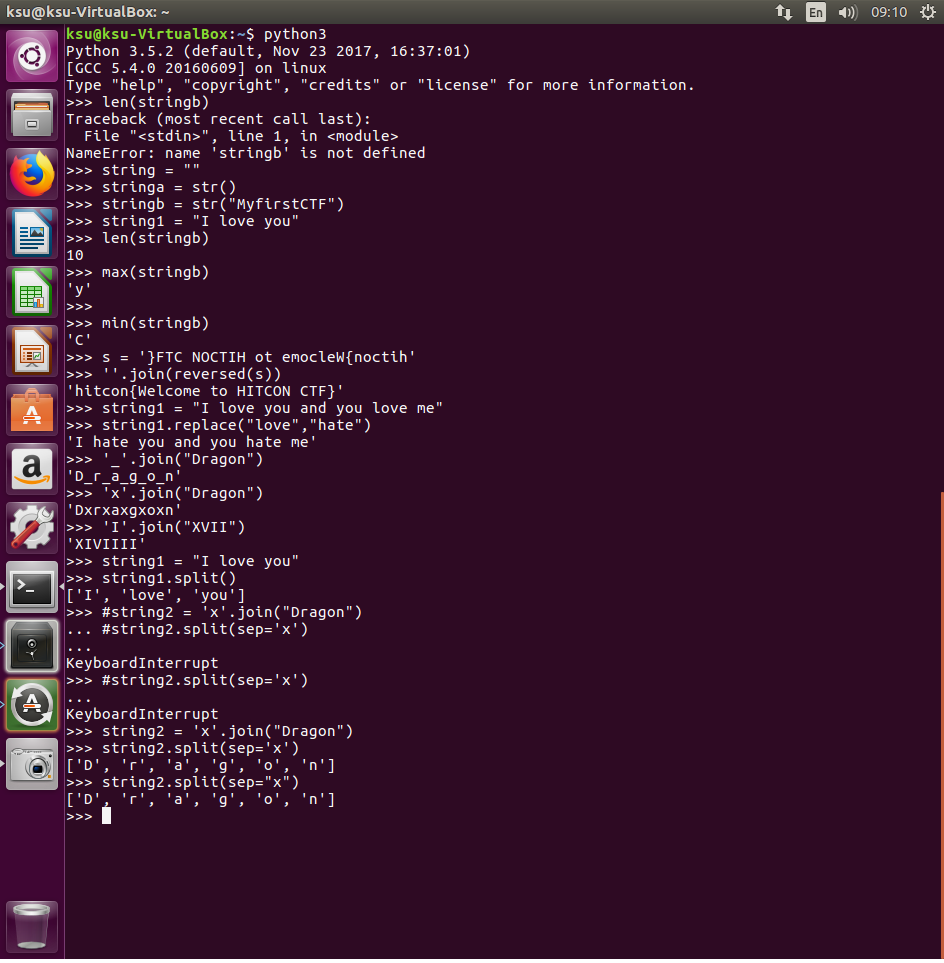 ksu@ksu-VirtualBox: ~
En
09:10
ksu@ksu-VirtualBox:~$ python3
Python 3.5.2 (default, Nov 23 2017, 16:37:01)
[GCC 5.4.0 20160609] on linux
Type "help", "copyright", "credits" or "license" for more information.
>>> len(stringb)
Traceback (most recent call last):
  File "<stdin>", line 1, in <module>
NameError: name 'stringb' is not defined
>>> string = ""
>>> stringa = str()
>>> stringb = str("MyfirstCTF")
>>> string1 = "I love you"
>>> len(stringb)
10
>>> max(stringb)
'y'
>>>
>>> min(stringb)
'C'
>>> s = '}FTC NOCTIH ot emocleW{noctih'
>>> ''.join(reversed(s))
'hitcon{Welcome to HITCON CTF}'
>>> string1 = "I love you and you love me"
>>> string1.replace("love","hate")
'I hate you and you hate me'
>>> '_'.join("Dragon")
'D_r_a_g_o_n'
>>> 'x'.join("Dragon")
'Dxrxaxgxoxn'
>>> 'I'.join("XVII")
'XIVIIII'
>>> string1 = "I love you"
>>> string1.split()
['I', 'love', 'you']
>>> #string2 = 'x'.join("Dragon")
... #string2.split(sep='x')
...
KeyboardInterrupt
>>> #string2.split(sep='x')
...
KeyboardInterrupt
>>> string2 = 'x'.join("Dragon")
>>> string2.split(sep='x')
['D', 'r', 'a', 'g', 'o', 'n']
>>> string2.split(sep="x")
['D', 'r', 'a', 'g', 'o', 'n']
>>>